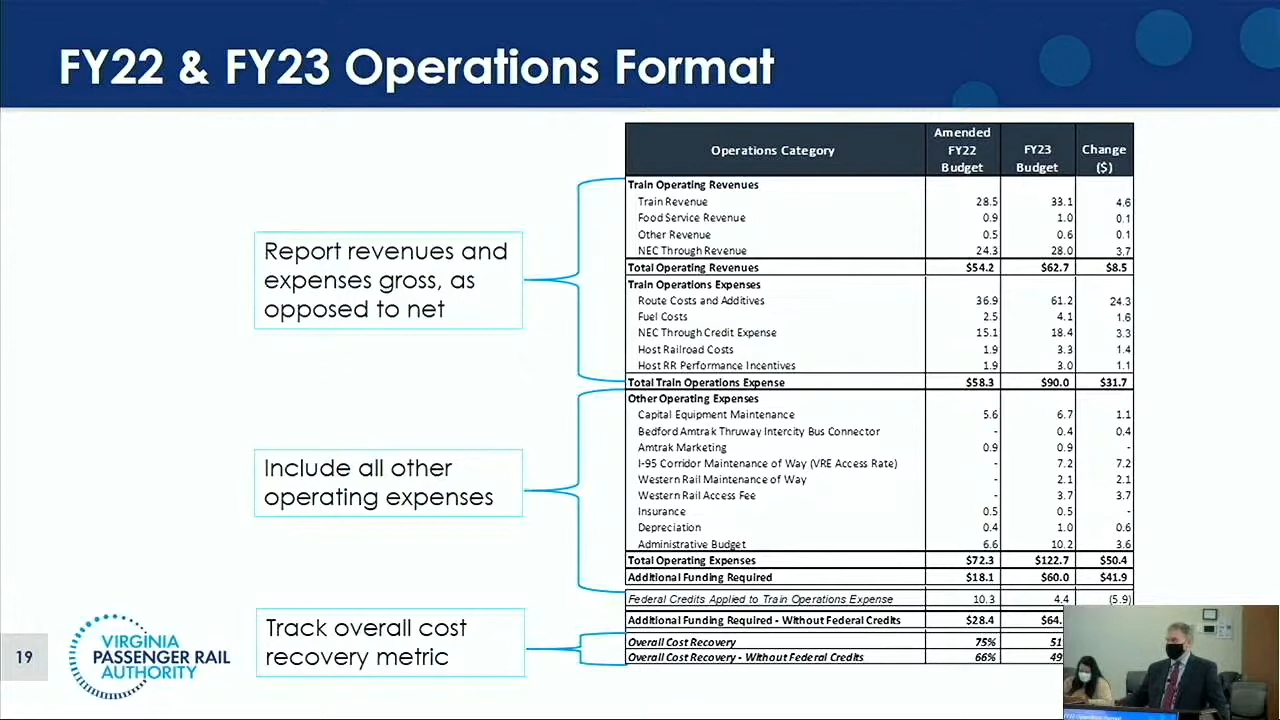 FY22 & FY23 Operations Format
Operations Category Amended FY22 Budget FY23 Budget Change ($)
Train Operating Revenues
Train Revenue 28.5 33.1 4.6
Food Service Revenue 0.9 1.0 0.1
Other Revenue 0.5 0.6 0.1
NEC Through Revenue 24.3 28.0 3.7
Total Operating Revenues $54.2 $62.7 $8.5
Train Operations Expenses
Route Costs and Additives 36.9 61.2 24.3
Fuel Costs 2.5 4.1 1.6
NEC Through Credit Expense 15.1 18.4 3.3
Host Railroad Costs 1.9 3.3 1.4
Host RR Performance Incentives 1.9 3.0 1.1
Total Train Operations Expense $58.3 $90.0 $31.7
Other Operating Expenses
Capital Equipment Maintenance 5.6 6.7 1.1
Bedford Amtrak Thruway Intercity Bus Connector - 0.4 0.4
Amtrak Marketing 0.9 0.9 -
I-95 Corridor Maintenance of Way (VRE Access Rate) - 7.2 7.2
Western Rail Maintenance of Way - 2.1 2.1
Western Rail Access Fee - 3.7 3.7
Insurance 0.5 0.5 -
Depreciation 0.4 1.0 0.6
Administrative Budget 6.6 10.2 3.6
Total Operating Expenses $72.3 $122.7 $50.4
Additional Funding Required $18.1 $60.0 $41.9
Federal Credits Applied to Train Operations Expense 10.3 4.4 (5.9)
Additional Funding Required - Without Federal Credits $28.4 $64.
Overall Cost Recovery 75% 51
Overall Cost Recovery - Without Federal Credits 66% 49
Report revenues and
expenses gross, as
opposed to net
Include all other
operating expenses
Track overall cost
recovery metric
19
VIRGINIA
PASSENGER RAIL
AUTHORITY